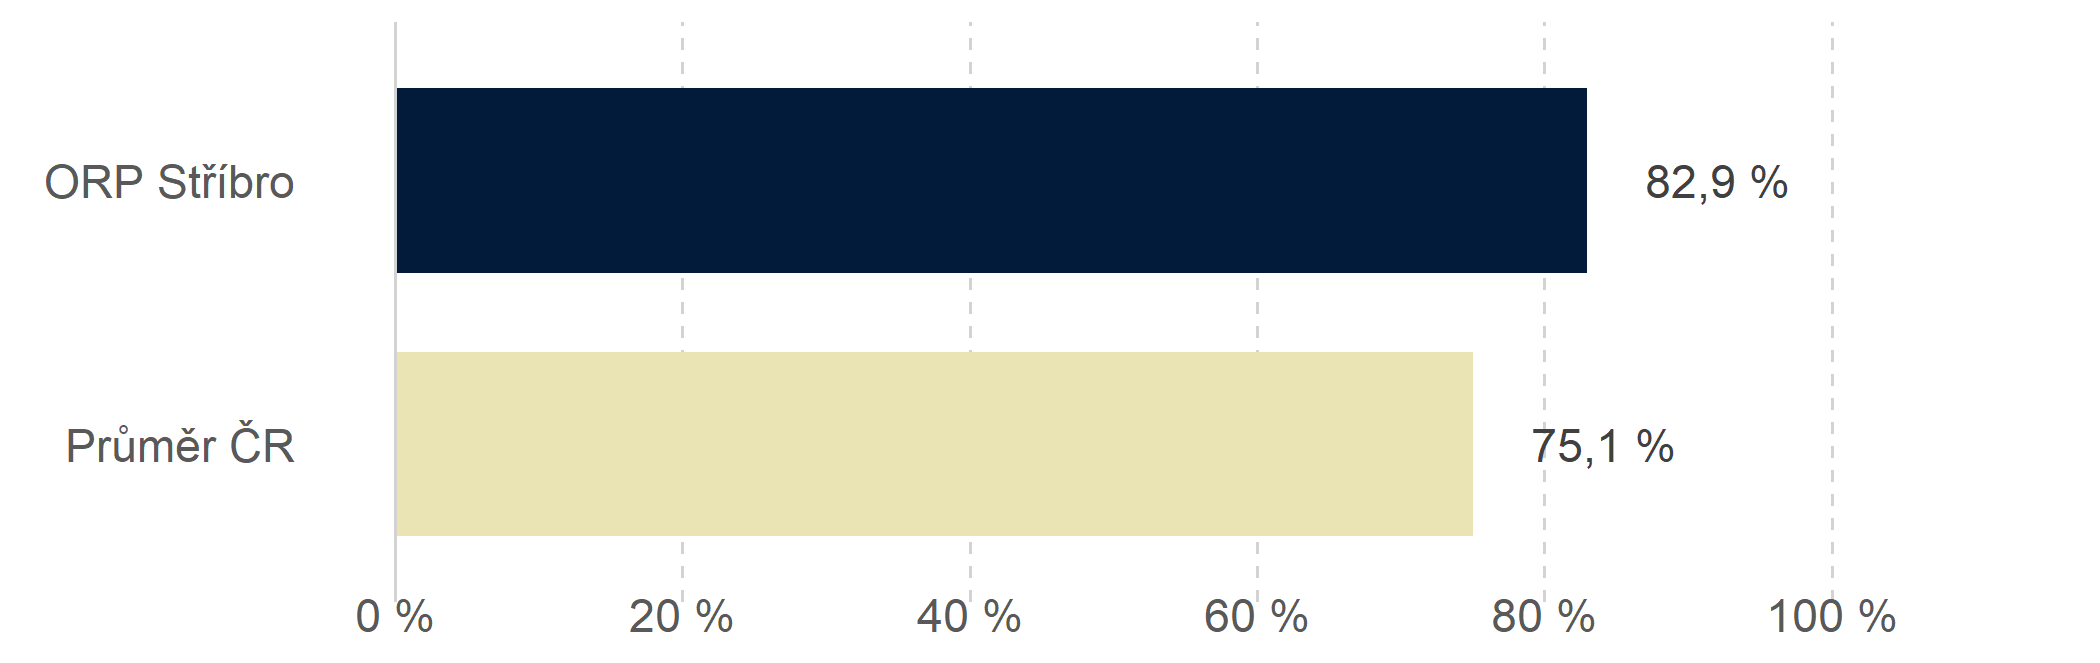 ORP Stříbro
82,9 %
Průměr ČR
75,1 %
0 % 20 % 40 % 60 % 80 % 100 %